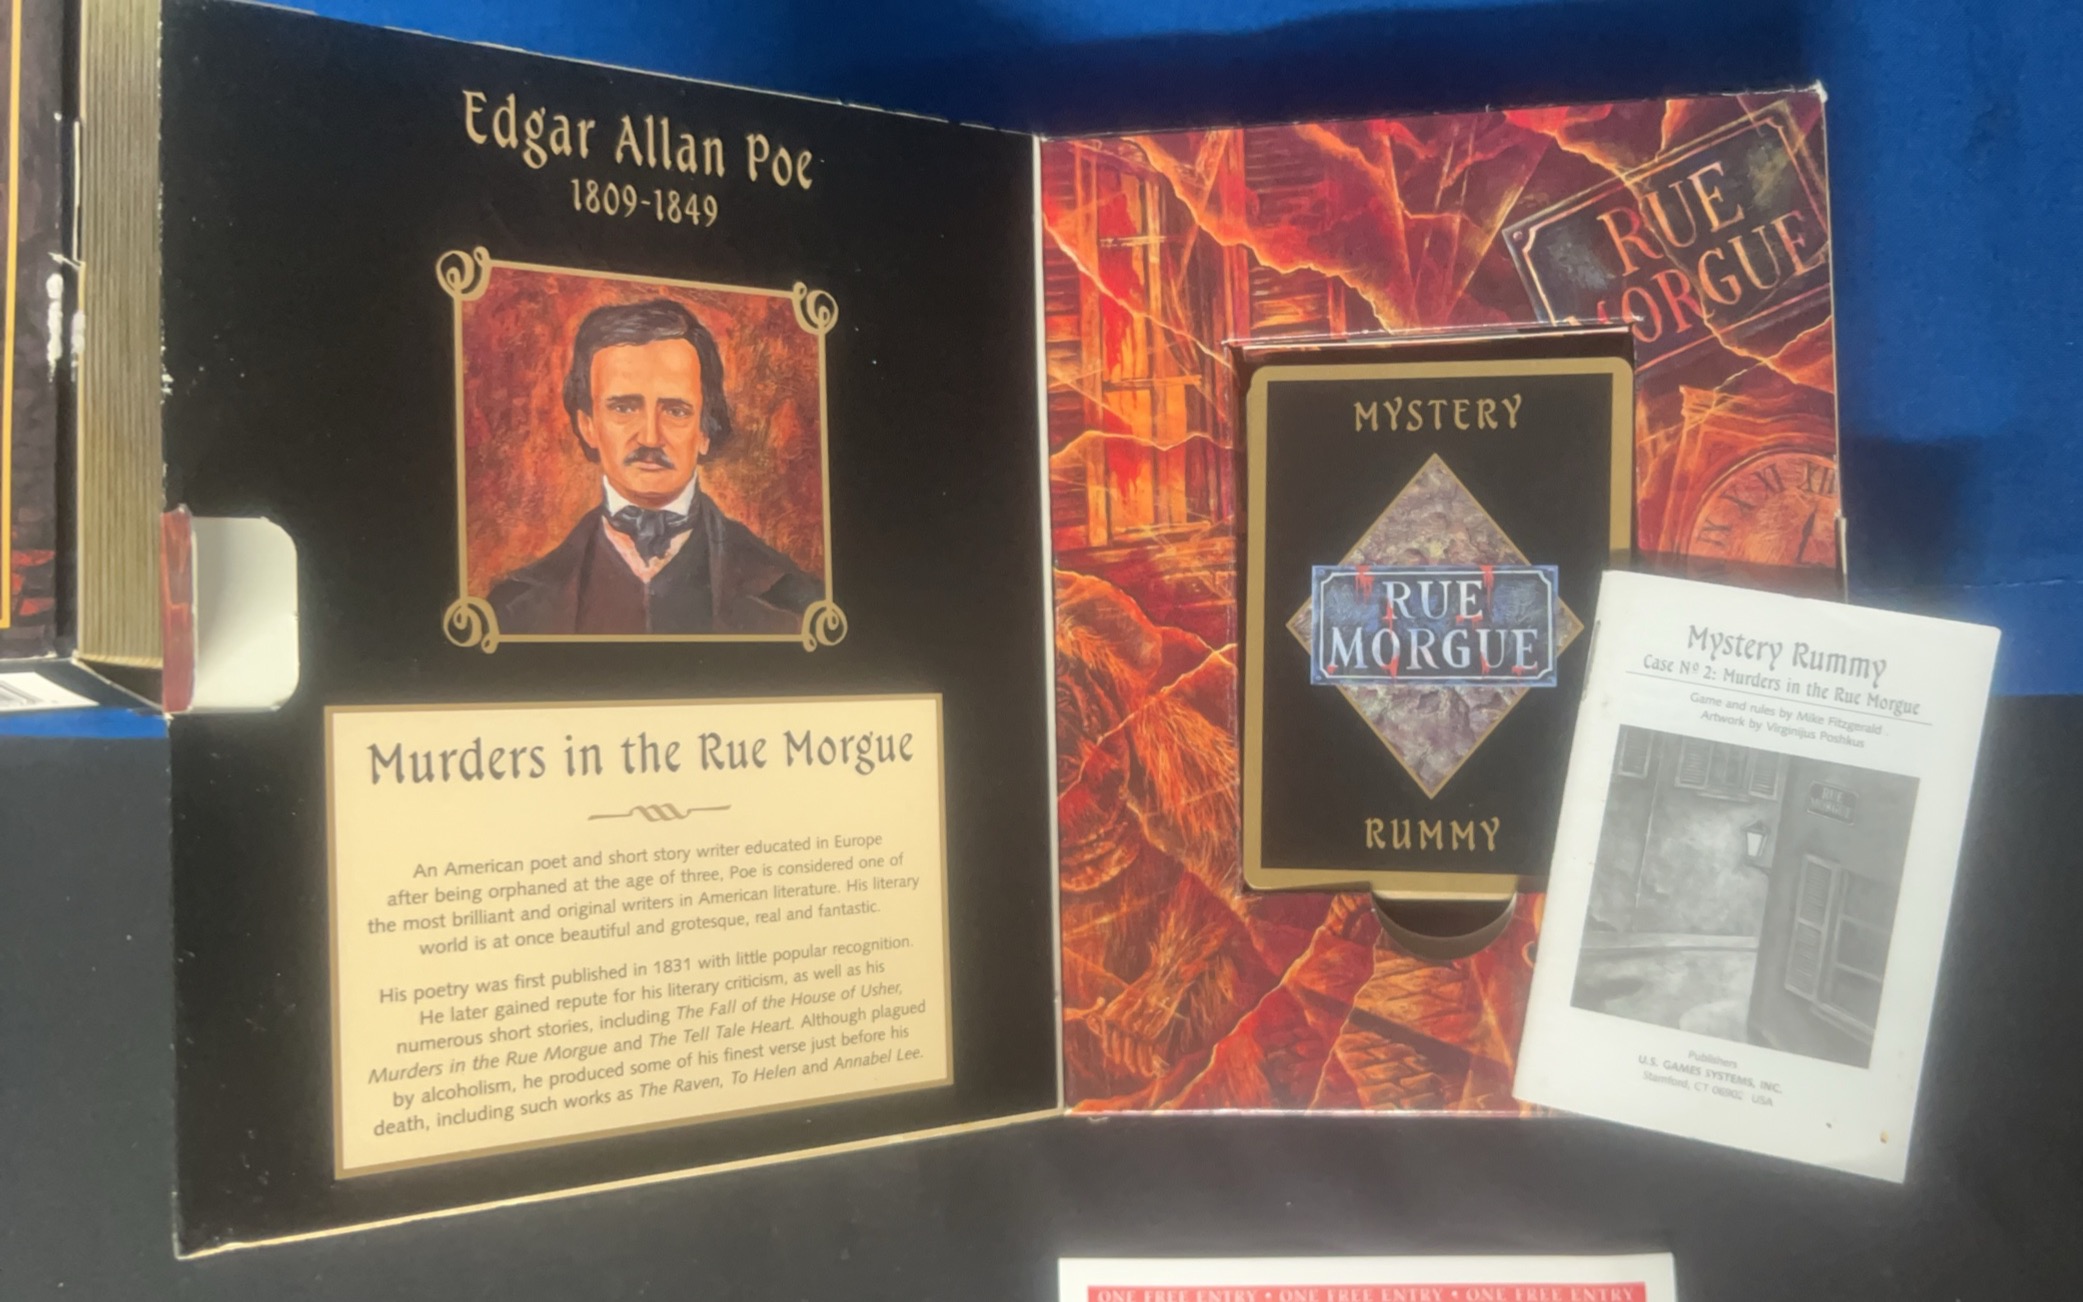 Edgar Allan Poe
1809-1849
Murders in the Rue Morgue
An American poet and short story writer educated in Europe
after being orphaned at the age of three, Poe is considered one of
the most brilliant and original writers in American literature. His literary
world is at once beautiful and grotesque, real and fantastic.
His poetry was first published in 1831 with little popular recognition.
He later gained repute for his literary criticism, as well as his
numerous short stories, including The Fall of the House of Usher,
Murders in the Rue Morgue and The Tell Tale Heart. Although plagued
by alcoholism, he produced some of his finest verse just before his
death, including such works as The Raven, To Helen and Annabel Lee.
RUE
MORGUE
XII
XI
X
IX
MYSTERY
RUE
MORGUE
RUMMY
Mystery Rummy
Case Nº 2: Murders in the Rue Morgue
Game and rules by Mike Fitzgerald
Artwork by Virginijus Poshkus
RUE
MORGUE
Publishers
U.S. GAMES SYSTEMS, INC.
Stamford, CT 06902 USA
ONE FREE ENTRY • ONE FREE ENTRY • ONE FREE ENTRY